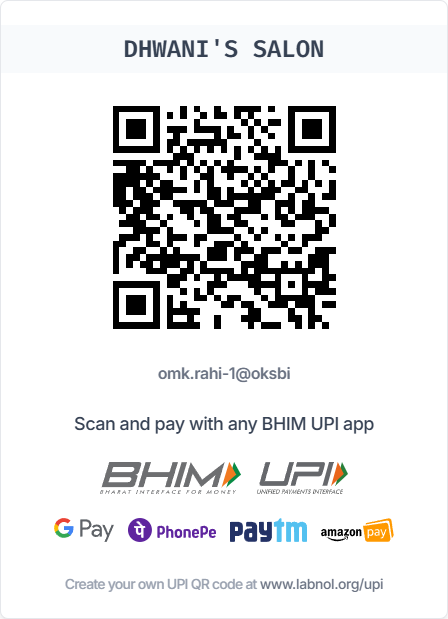 DHWANI'S SALON
omk.rahi-1@oksbi
Scan and pay with any BHIM UPI app
BHIM UPI
BHARAT INTERFACE FOR MONEY UNIFIED PAYMENTS INTERFACE
G Pay PhonePe paytm amazon pay
Create your own UPI QR code at www.labnol.org/upi